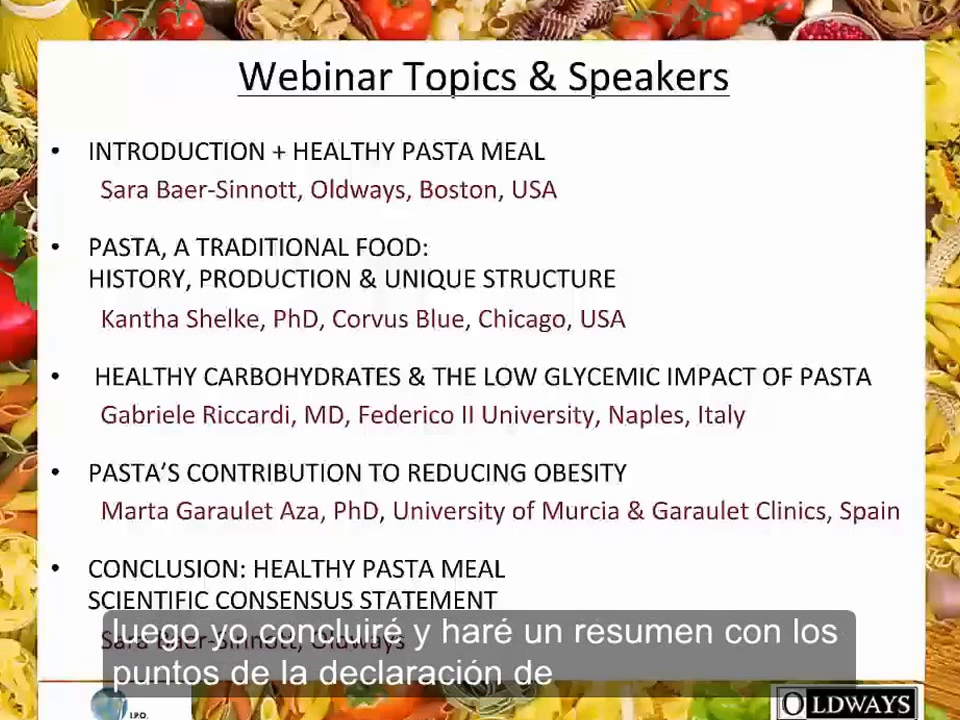 Webinar Topics & Speakers
• INTRODUCTION + HEALTHY PASTA MEAL
Sara Baer-Sinnott, Oldways, Boston, USA
• PASTA, A TRADITIONAL FOOD:
HISTORY, PRODUCTION & UNIQUE STRUCTURE
Kantha Shelke, PhD, Corvus Blue, Chicago, USA
• HEALTHY CARBOHYDRATES & THE LOW GLYCEMIC IMPACT OF PASTA
Gabriele Riccardi, MD, Federico II University, Naples, Italy
• PASTA’S CONTRIBUTION TO REDUCING OBESITY
Marta Garaulet Aza, PhD, University of Murcia & Garaulet Clinics, Spain
• CONCLUSION: HEALTHY PASTA MEAL
SCIENTIFIC CONSENSUS STATEMENT
Sara Baer-Sinnott, Oldways
luego yo concluiré y haré un resumen con los
puntos de la declaración de
I.P.O.
OLDWAYS